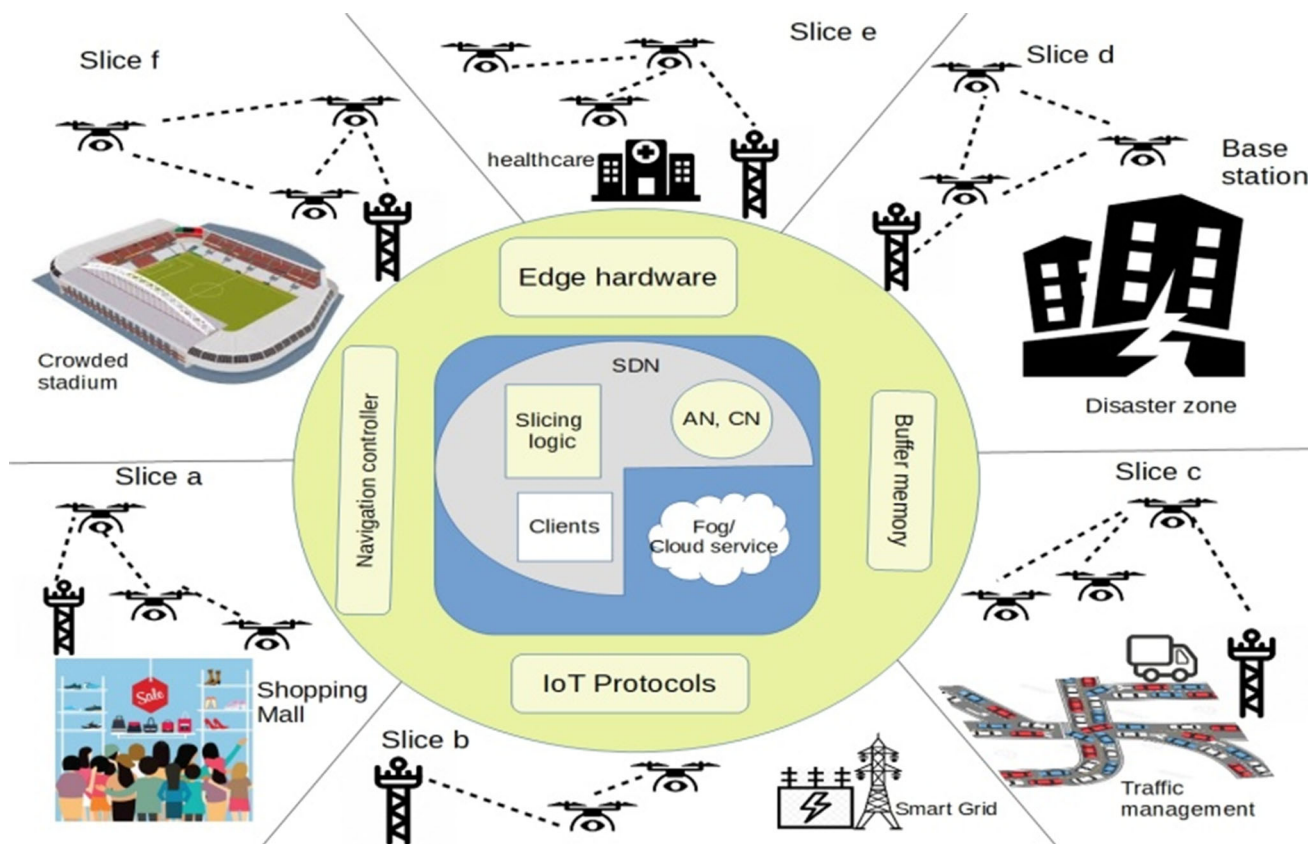 Slice f
Slice e
Slice d
healthcare
Base
station
Edge hardware
Crowded
stadium
Disaster zone
SDN
Slicing
logic
AN, CN
Navigation controller
Buffer memory
Clients
Fog/
Cloud service
Slice a
Slice c
Sale
Shopping
Mall
IoT Protocols
Slice b
Smart Grid
Traffic
management